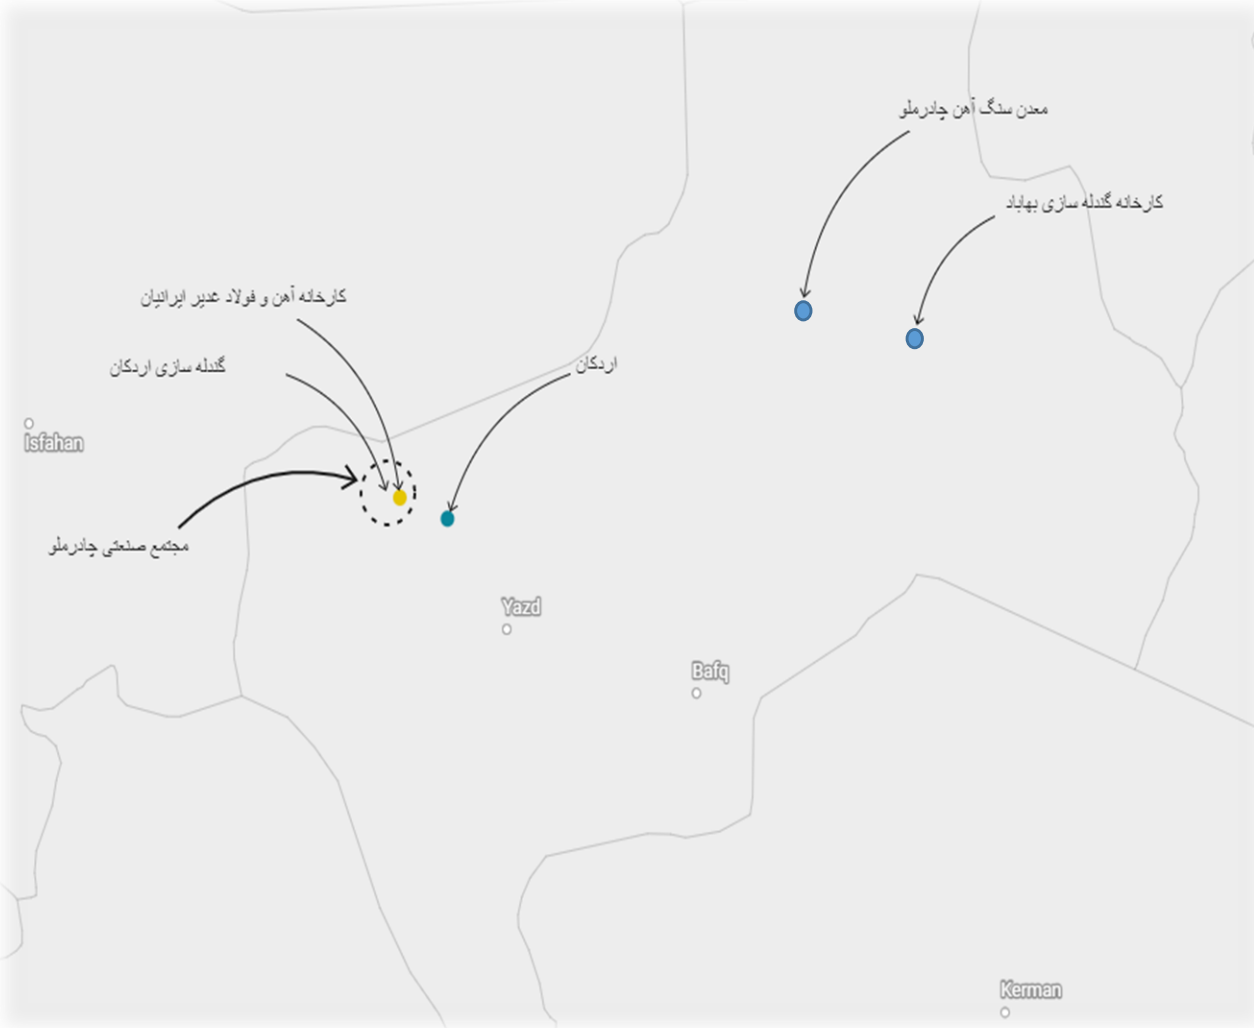 معدن سنگ آهن چادرملو
کارخانه گندله سازی بهاباد
کارخانه آهن و فولاد غدیر ایرانیان
گندله سازی اردکان
اردکان
Isfahan
مجتمع صنعتی چادرملو
Yazd
Bafq
Kerman